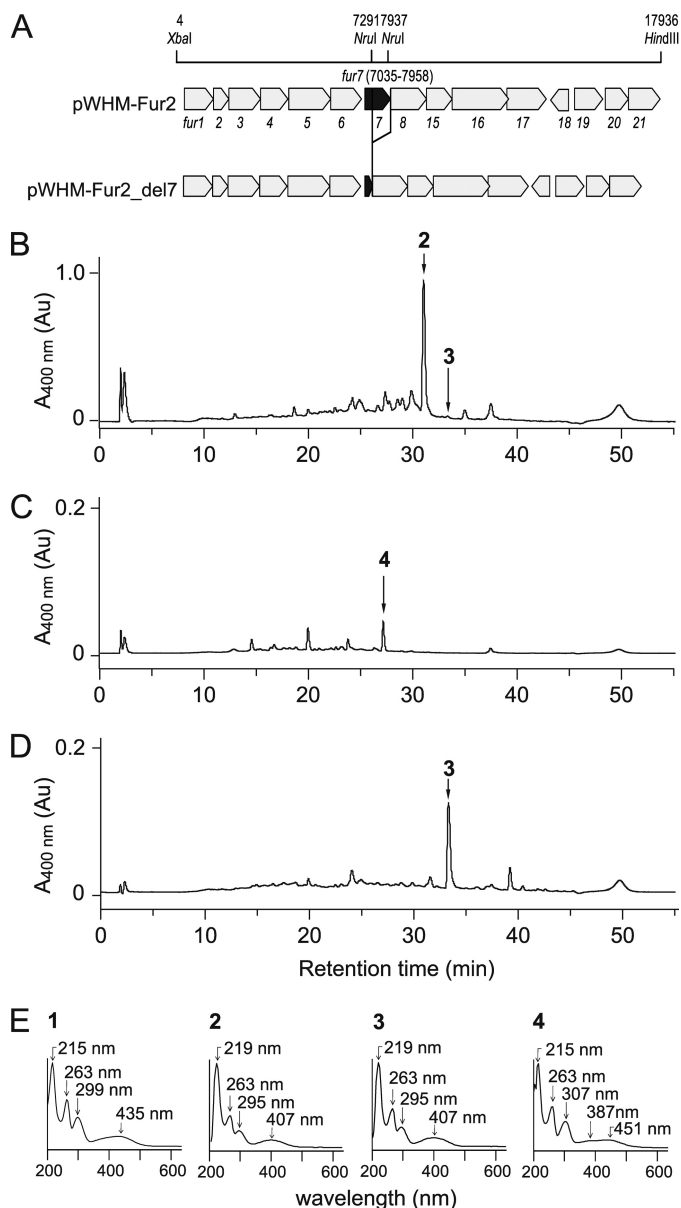 A
4 72917937 17936
XbaI NruI NruI HindIII
fur7 (7035-7958)
pWHM-Fur2
fur1 2 3 4 5 6 7 8 15 16 17 18 19 20 21
pWHM-Fur2_del7
B
2
1.0
3
A400 nm (Au)
0
0 10 20 30 40 50
C
0.2
4
A400 nm (Au)
0
0 10 20 30 40 50
D
0.2
3
A400 nm (Au)
0
0 10 20 30 40 50
Retention time (min)
E
1
215 nm
263 nm
299 nm
435 nm
200 400 600
2
219 nm
263 nm
295 nm
407 nm
200 400 600
3
219 nm
263 nm
295 nm
407 nm
200 400 600
4
215 nm
263 nm
307 nm
387nm
451 nm
200 400 600
wavelength (nm)